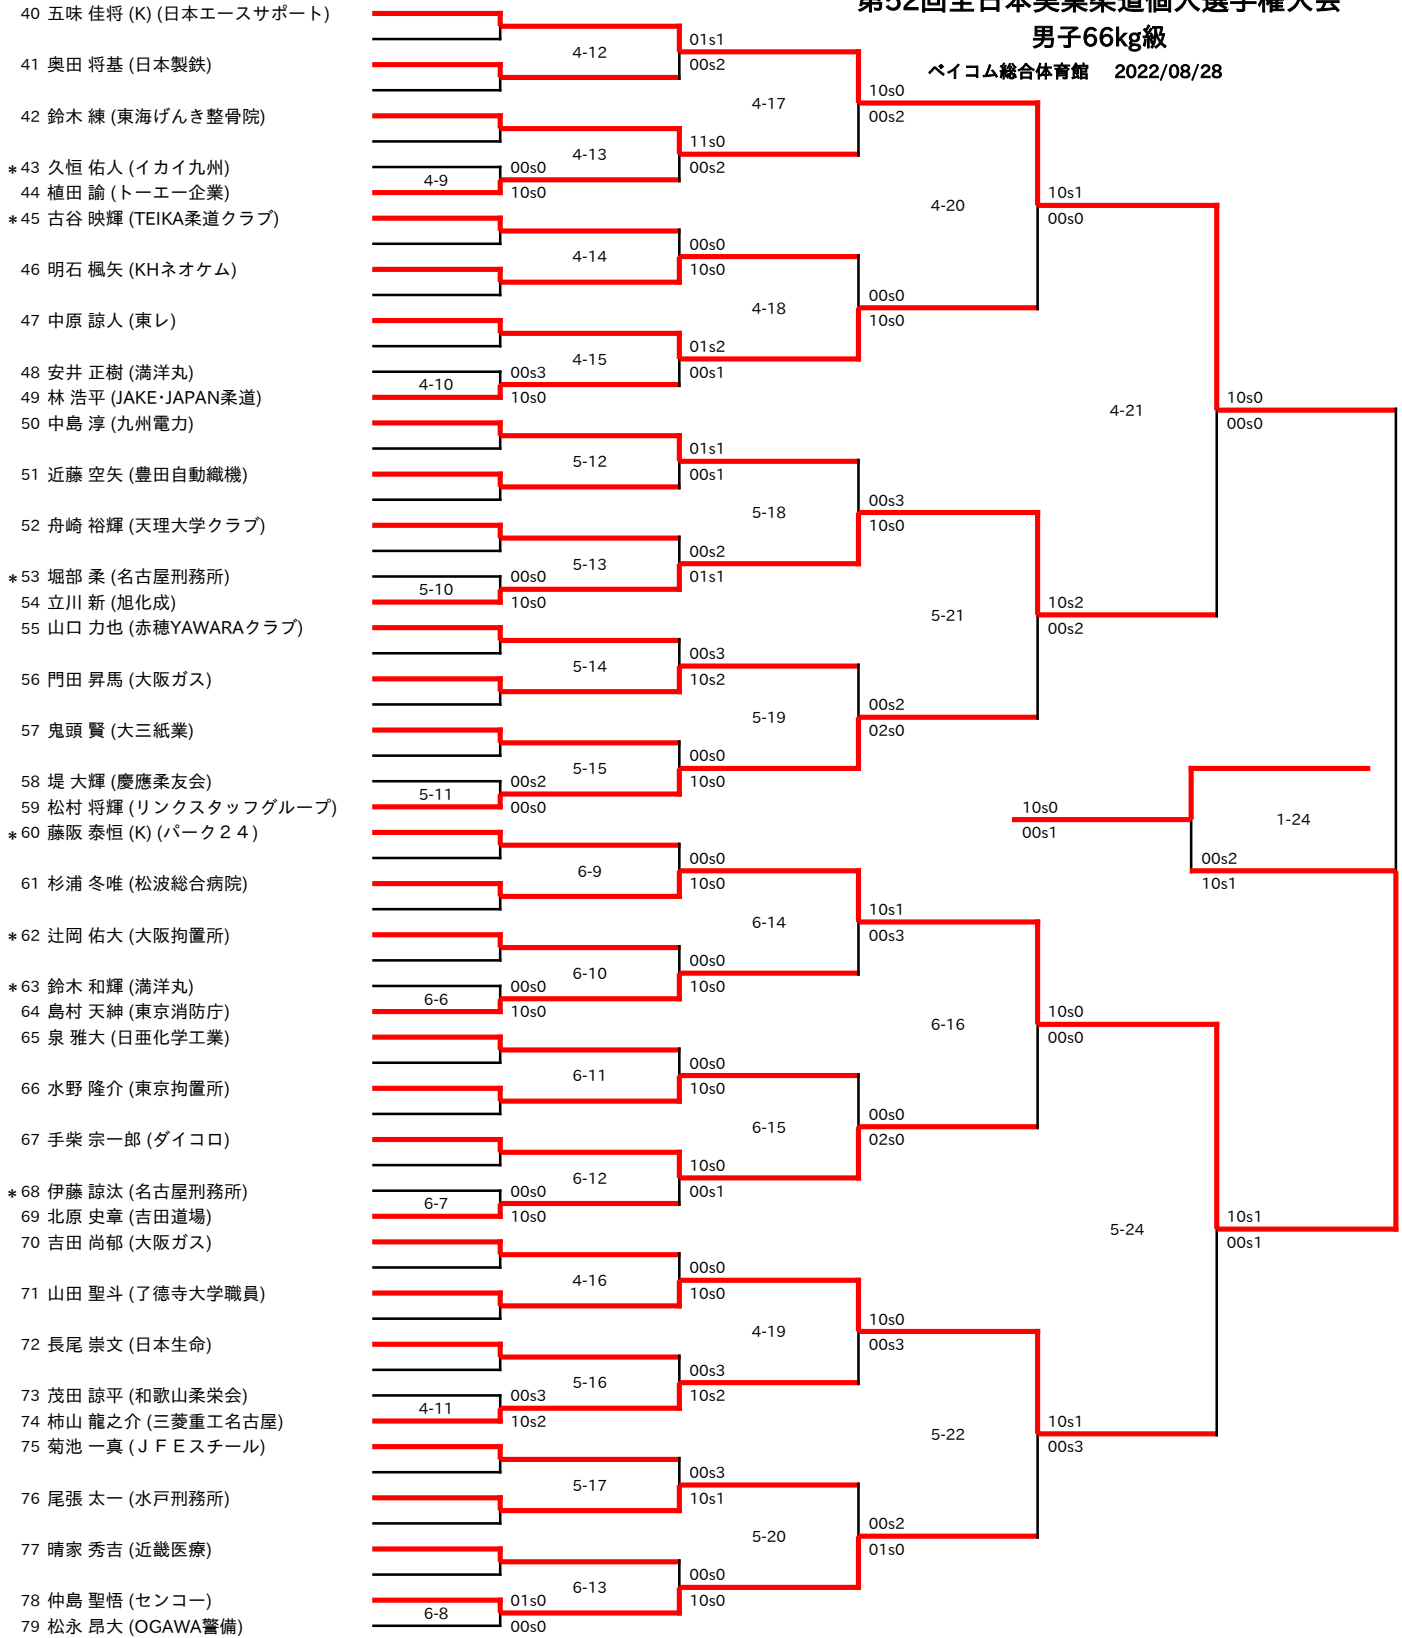 第52回全日本実業柔道個人選手権大会
男子66kg級
ベイコム総合体育館 2022/08/28
40 五味 佳将 (K) (日本エースサポート)
4-12
01s1
00s2
41 奥田 将基 (日本製鉄)
4-17
10s0
00s2
42 鈴木 練 (東海げんき整骨院)
4-13
11s0
00s2
*43 久恒 佑人 (イカイ九州)
4-9
00s0
10s0
44 植田 諭 (トーエー企業)
4-20
10s1
00s0
*45 古谷 映輝 (TEIKA柔道クラブ)
4-14
00s0
10s0
46 明石 楓矢 (KHネオケム)
4-18
00s0
10s0
47 中原 諒人 (東レ)
4-15
01s2
00s1
48 安井 正樹 (満洋丸)
4-10
00s3
10s0
49 林 浩平 (JAKE･JAPAN柔道)
4-21
10s0
00s0
50 中島 淳 (九州電力)
5-12
01s1
00s1
51 近藤 空矢 (豊田自動織機)
5-18
00s3
10s0
52 舟崎 裕輝 (天理大学クラブ)
5-13
00s2
01s1
*53 堀部 柔 (名古屋刑務所)
5-10
00s0
10s0
54 立川 新 (旭化成)
5-21
10s2
00s2
55 山口 力也 (赤穂YAWARAクラブ)
5-14
00s3
10s2
56 門田 昇馬 (大阪ガス)
5-19
00s2
02s0
57 鬼頭 賢 (大三紙業)
5-15
00s0
10s0
58 堤 大輝 (慶應柔友会)
5-11
00s2
00s0
59 松村 将輝 (リンクスタッフグループ)
10s0
00s1
1-24
*60 藤阪 泰恒 (K) (パーク２４)
6-9
00s0
10s0
00s2
10s1
61 杉浦 冬唯 (松波総合病院)
6-14
10s1
00s3
*62 辻岡 佑大 (大阪拘置所)
6-10
00s0
10s0
*63 鈴木 和輝 (満洋丸)
6-6
00s0
10s0
64 島村 天紳 (東京消防庁)
6-16
10s0
00s0
65 泉 雅大 (日亜化学工業)
6-11
00s0
10s0
66 水野 隆介 (東京拘置所)
6-15
00s0
02s0
67 手柴 宗一郎 (ダイコロ)
6-12
10s0
00s1
*68 伊藤 諒汰 (名古屋刑務所)
6-7
00s0
10s0
69 北原 史章 (吉田道場)
5-24
10s1
00s1
70 吉田 尚郁 (大阪ガス)
4-16
00s0
10s0
71 山田 聖斗 (了德寺大学職員)
4-19
10s0
00s3
72 長尾 崇文 (日本生命)
5-16
00s3
10s2
73 茂田 諒平 (和歌山柔栄会)
4-11
00s3
10s2
74 柿山 龍之介 (三菱重工名古屋)
5-22
10s1
00s3
75 菊池 一真 (ＪＦＥスチール)
5-17
00s3
10s1
76 尾張 太一 (水戸刑務所)
5-20
00s2
01s0
77 晴家 秀吉 (近畿医療)
6-13
00s0
10s0
78 仲島 聖悟 (センコー)
6-8
01s0
00s0
79 松永 昂大 (OGAWA警備)